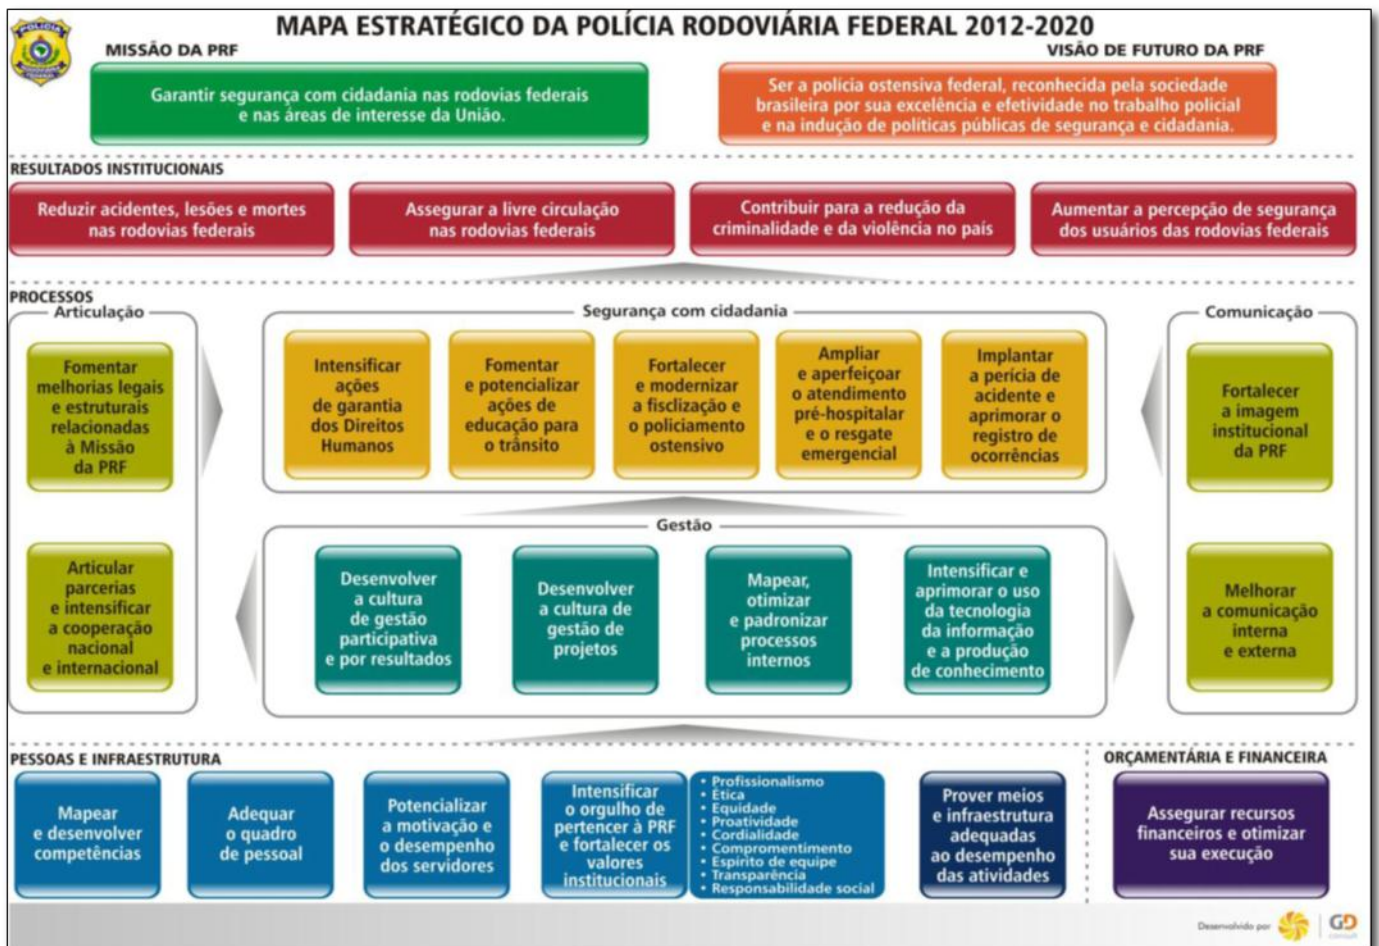 MAPA ESTRATÉGICO DA POLÍCIA RODOVIÁRIA FEDERAL 2012-2020
POLÍCIA
RODOVIÁRIA
FEDERAL
MISSÃO DA PRF
Garantir segurança com cidadania nas rodovias federais
e nas áreas de interesse da União.
VISÃO DE FUTURO DA PRF
Ser a polícia ostensiva federal, reconhecida pela sociedade
brasileira por sua excelência e efetividade no trabalho policial
e na indução de políticas públicas de segurança e cidadania.
RESULTADOS INSTITUCIONAIS
Reduzir acidentes, lesões e mortes
nas rodovias federais
Assegurar a livre circulação
nas rodovias federais
Contribuir para a redução da
criminalidade e da violência no país
Aumentar a percepção de segurança
dos usuários das rodovias federais
PROCESSOS
Articulação
Fomentar
melhorias legais
e estruturais
relacionadas
à Missão
da PRF
Articular
parcerias
e intensificar
a cooperação
nacional
e internacional
Segurança com cidadania
Intensificar
ações
de garantia
dos Direitos
Humanos
Fomentar
e potencializar
ações de
educação para
o trânsito
Fortalecer
e modernizar
a fisclização e
o policiamento
ostensivo
Ampliar
e aperfeiçoar
o atendimento
pré-hospitalar
e o resgate
emergencial
Implantar
a perícia de
acidente e
aprimorar o
registro de
ocorrências
Gestão
Desenvolver
a cultura
de gestão
participativa
e por resultados
Desenvolver
a cultura de
gestão de
projetos
Mapear,
otimizar
e padronizar
processos
internos
Intensificar e
aprimorar o uso
da tecnologia
da informação
e a produção
de conhecimento
Comunicação
Fortalecer
a imagem
institucional
da PRF
Melhorar
a comunicação
interna
e externa
PESSOAS E INFRAESTRUTURA
Mapear
e desenvolver
competências
Adequar
o quadro
de pessoal
Potencializar
a motivação e
o desempenho
dos servidores
Intensificar
o orgulho de
pertencer à PRF
e fortalecer os
valores
institucionais
• Profissionalismo
• Ética
• Equidade
• Proatividade
• Cordialidade
• Compromentimento
• Espírito de equipe
• Transparência
• Responsabilidade social
Prover meios
e infraestrutura
adequadas
ao desempenho
das atividades
ORÇAMENTÁRIA E FINANCEIRA
Assegurar recursos
financeiros e otimizar
sua execução
Desenvolvido por
GD
consult